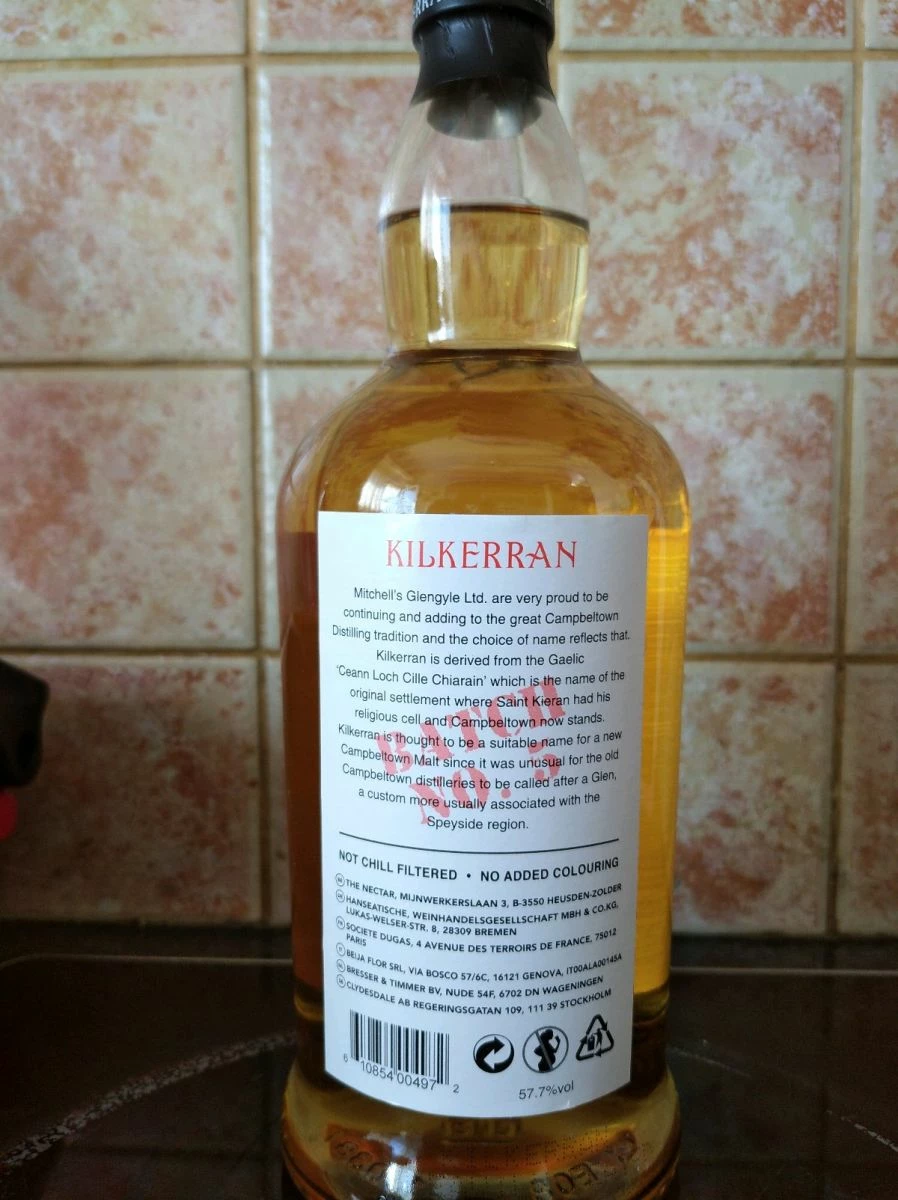 KILKERRAN
Mitchell's Glengyle Ltd. are very proud to be
continuing and adding to the great Campbeltown
Distilling tradition and the choice of name reflects that.
Kilkerran is derived from the Gaelic
'Ceann Loch Cille Chiarain' which is the name of the
original settlement where Saint Kieran had his
religious cell and Campbeltown now stands.
Kilkerran is thought to be a suitable name for a new
Campbeltown Malt since it was unusual for the old
Campbeltown distilleries to be called after a Glen,
a custom more usually associated with the
Speyside region.
BATCH
NO. 5
NOT CHILL FILTERED • NO ADDED COLOURING
THE NECTAR, MIJNWERKERSLAAN 3, B-3550 HEUSDEN-ZOLDER
HANSEATISCHE, WEINHANDELSGESELLSCHAFT MBH & CO.KG,
LUKAS-WELSER-STR. 8, 28309 BREMEN
SOCIETE DUGAS, 4 AVENUE DES TERROIRS DE FRANCE, 75012
PARIS
BEIJA FLOR SRL, VIA BOSCO 57/6C, 16121 GENOVA, IT00ALA00145A
BRESSER & TIMMER BV, NUDE 54F, 6702 DN WAGENINGEN
CLYDESDALE AB REGERINGSGATAN 109, 111 39 STOCKHOLM
6 10854 00497 2
57.7%vol